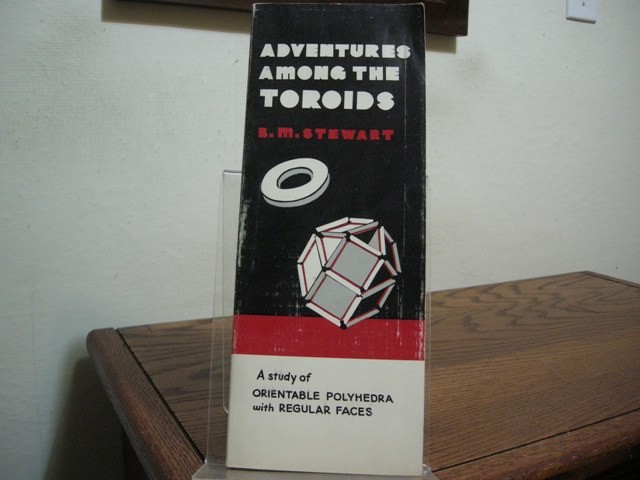 ADVENTURES
AMONG THE
TOROIDS
B. M. STEWART
A study of
ORIENTABLE POLYHEDRA
with REGULAR FACES